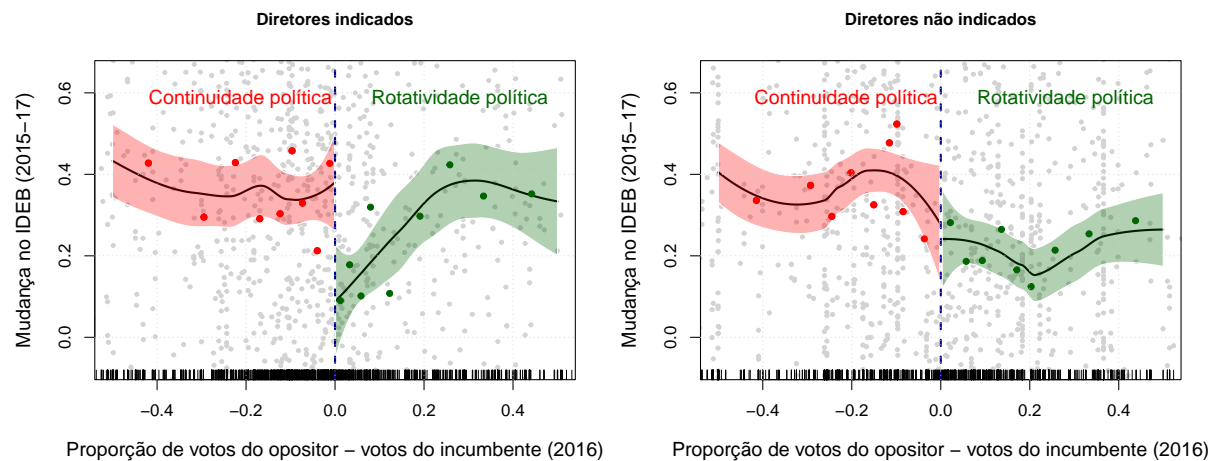 Diretores indicados
Mudança no IDEB (2015−17)
0.6
0.4
0.2
0.0
Continuidade política
Rotatividade política
−0.4
−0.2
0.0
0.2
0.4
Proporção de votos do opositor − votos do incumbente (2016)
Diretores não indicados
Mudança no IDEB (2015−17)
0.6
0.4
0.2
0.0
Continuidade política
Rotatividade política
−0.4
−0.2
0.0
0.2
0.4
Proporção de votos do opositor − votos do incumbente (2016)